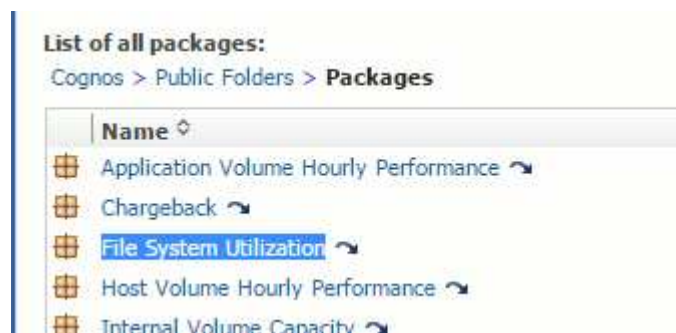 List of all packages:
Cognos > Public Folders > Packages
Name
Application Volume Hourly Performance
Chargeback
File System Utilization
Host Volume Hourly Performance
Internal Volume Capacity